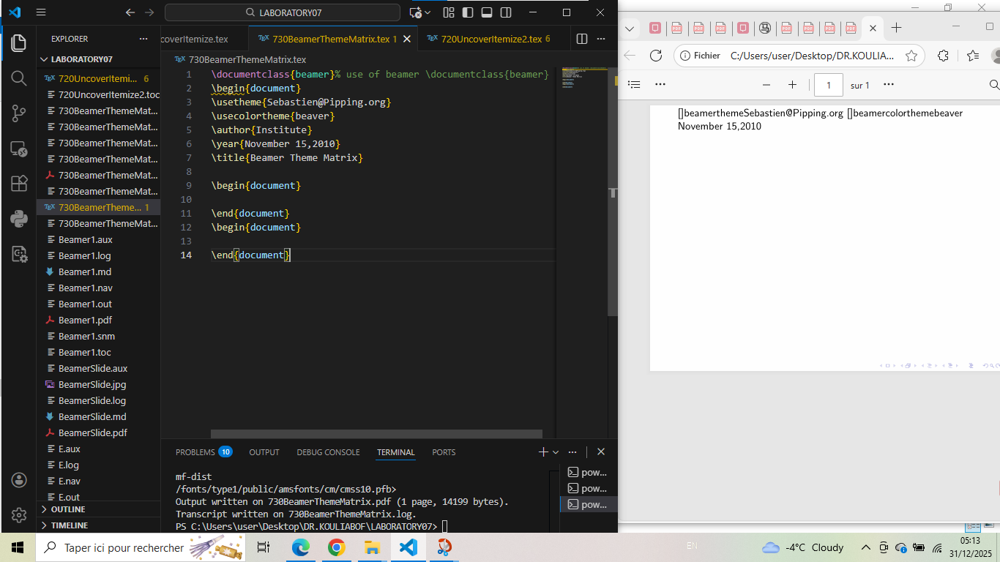 LABORATORY07
EXPLORER
coverItemize.tex
730BeamerThemeMatrix.tex 1
720UncoverItemize2.tex 6
LABORATORY07
730BeamerThemeMatrix.tex
720UncoverItemi... 6
720UncoverItemize2.toc
730BeamerThemeMat...
730BeamerThemeMat...
730BeamerThemeMat...
730BeamerThemeMat...
730BeamerThemeMat...
730BeamerThemeMat...
730BeamerTheme... 1
730BeamerThemeMat...
Beamer1.aux
Beamer1.log
Beamer1.md
Beamer1.nav
Beamer1.out
Beamer1.pdf
Beamer1.snm
Beamer1.toc
BeamerSlide.aux
BeamerSlide.jpg
BeamerSlide.log
BeamerSlide.md
BeamerSlide.pdf
E.aux
E.log
E.nav
E.out
OUTLINE
TIMELINE
1 \documentclass{beamer}% use of beamer \documentclass{beamer}
2 \begin{document}
3 \usetheme{Sebastien@Pipping.org}
4 \usecolortheme{beaver}
5 \author{Institute}
6 \year{November 15,2010}
7 \title{Beamer Theme Matrix}
8
9 \begin{document}
10
11 \end{document}
12 \begin{document}
13
14 \end{document}
PROBLEMS 10 OUTPUT DEBUG CONSOLE TERMINAL PORTS
mf-dist
/fonts/type1/public/amsfonts/cm/cmss10.pfb>
Output written on 730BeamerThemeMatrix.pdf (1 page, 14199 bytes).
Transcript written on 730BeamerThemeMatrix.log.
PS C:\Users\user\Desktop\DR.KOULIABOF\LABORATORY07>
pow...
pow...
pow...
Fichier C:/Users/user/Desktop/DR.KOULIA...
1 sur 1
[]beamerthemeSebastien@Pipping.org []beamercolorthemebeaver
November 15,2010
Taper ici pour rechercher
EN
-4°C Cloudy
05:13
31/12/2025